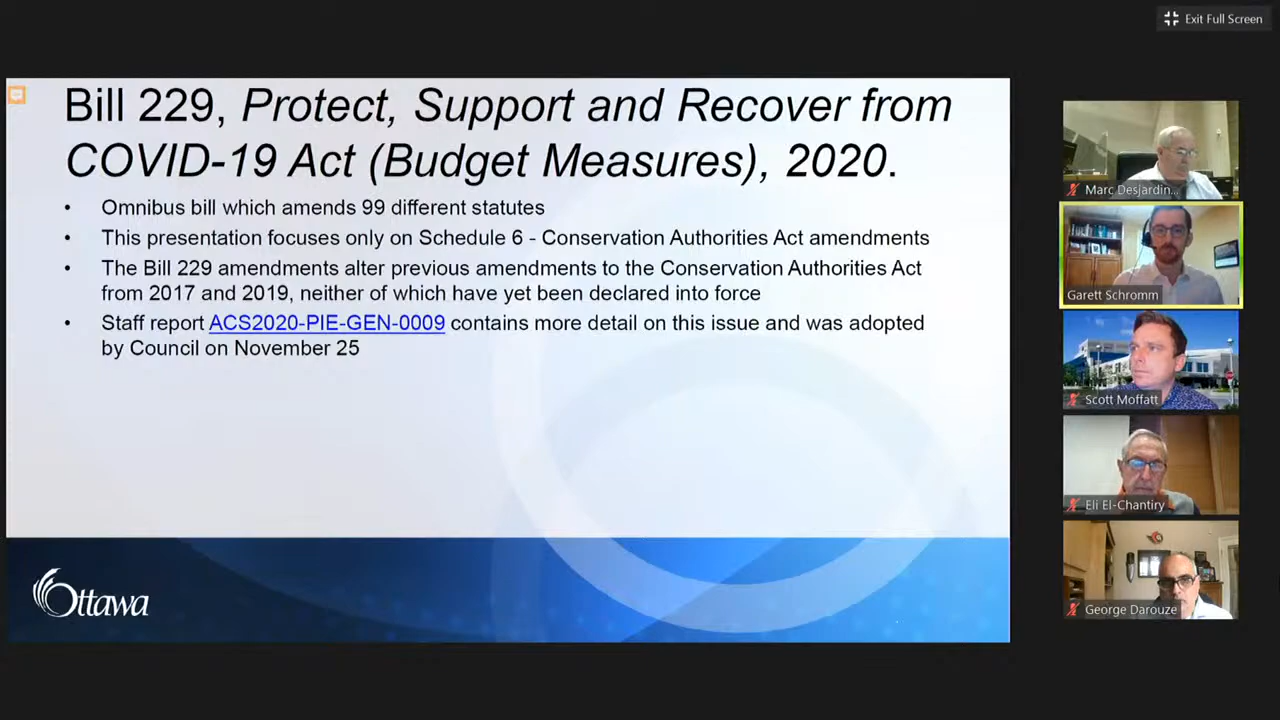 Exit Full Screen
Bill 229, Protect, Support and Recover from
COVID-19 Act (Budget Measures), 2020.
• Omnibus bill which amends 99 different statutes
• This presentation focuses only on Schedule 6 - Conservation Authorities Act amendments
• The Bill 229 amendments alter previous amendments to the Conservation Authorities Act
from 2017 and 2019, neither of which have yet been declared into force
• Staff report ACS2020-PIE-GEN-0009 contains more detail on this issue and was adopted
by Council on November 25
Ottawa
Marc Desjardin...
Garett Schromm
Scott Moffatt
Eli El-Chantiry
George Darouze